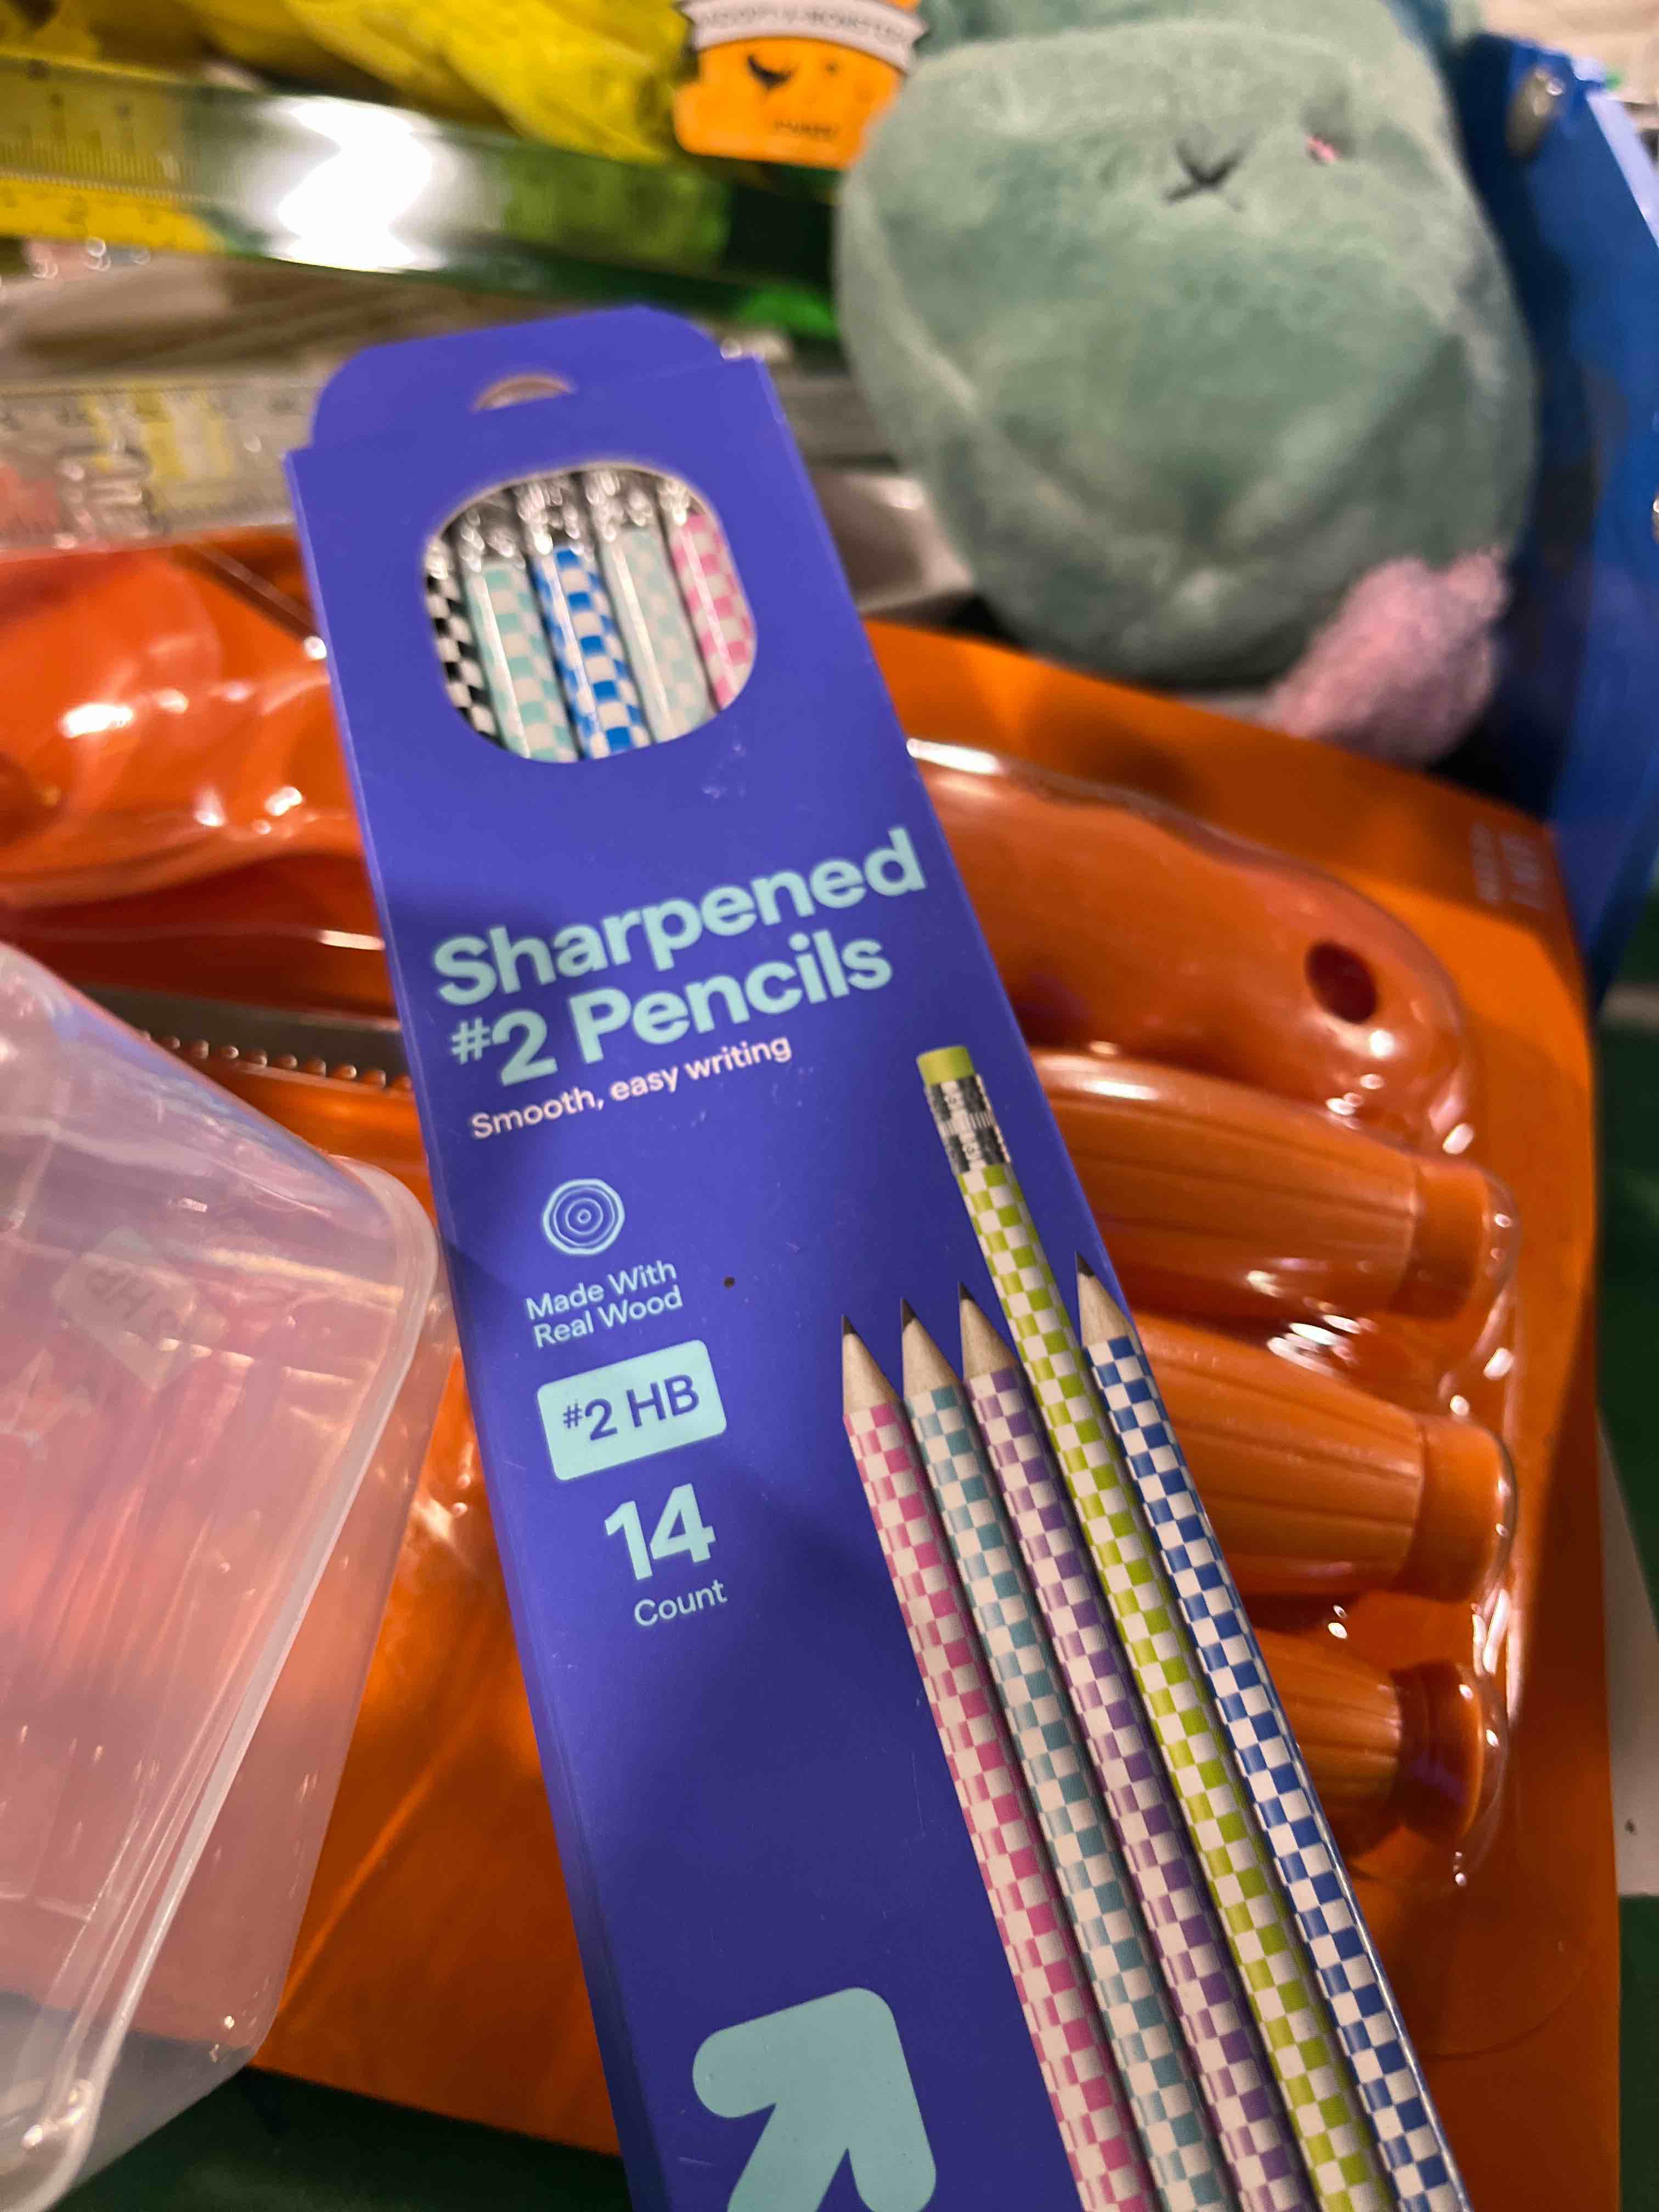 Sharpened
#2 Pencils
Smooth, easy writing
Made With
Real Wood
#2 HB
14
Count